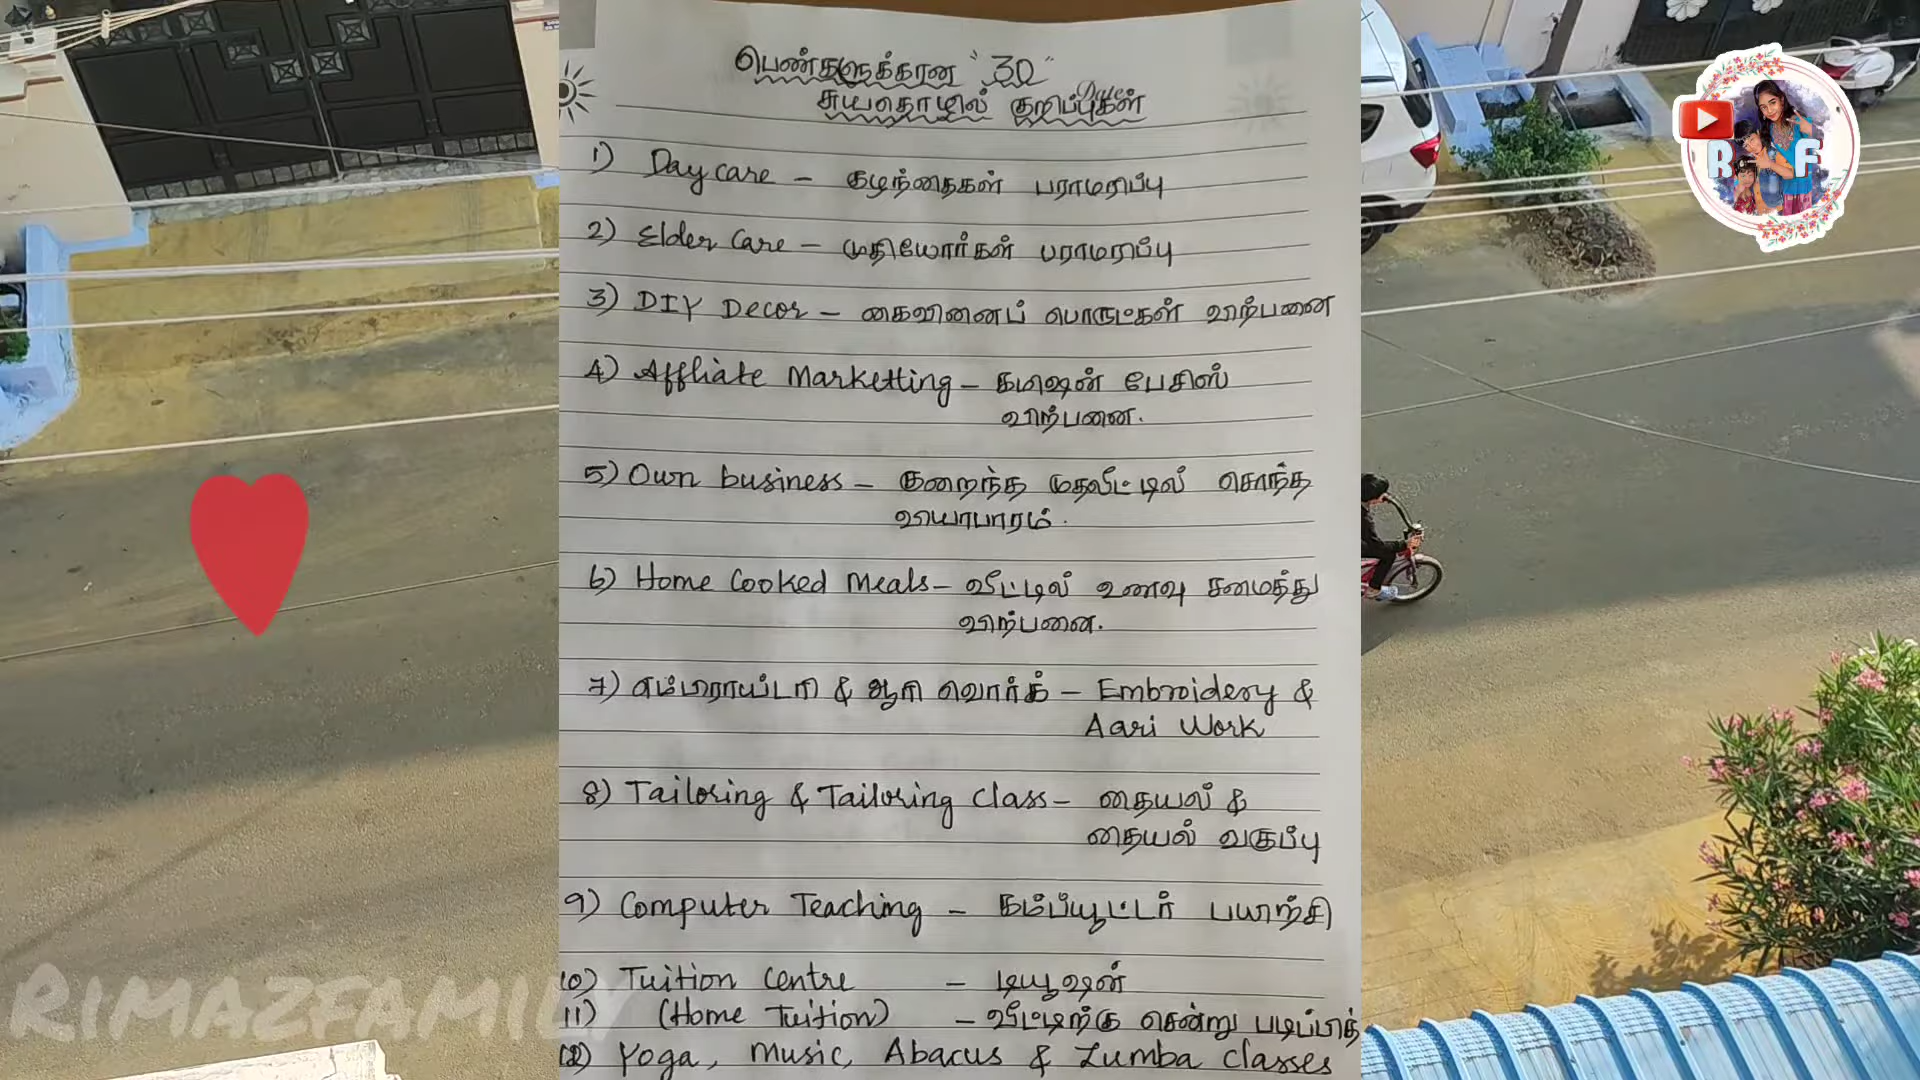 பெண்களுக்கான "30"
சுயதொழில் குறிப்புகள்
Date
1) Day care – குழந்தைகள் பராமரிப்பு
2) Elder Care – முதியோர்கள் பராமரிப்பு
3) DIY Decor – கைவினைப் பொருட்கள் விற்பனை
4) Affliate Marketting – கமிஷன் பேசிஸ்
விற்பனை.
5) Own business – குறைந்த முதலீட்டில் சொந்த
வியாபாரம்.
6) Home Cooked Meals – வீட்டில் உணவு சமைத்து
விற்பனை.
7) எம்ப்ராய்டரி & ஆரி வொர்க் – Embroidery &
Aari Work
8) Tailoring & Tailoring Class – தையல் &
தையல் வகுப்பு
9) Computer Teaching – கம்ப்யூட்டர் பயிற்சி
10) Tuition Centre – டியூஷன்
11) (Home Tuition) – வீட்டிற்கு சென்று
12) Yoga, Music, Abacus & Zumba classes
R F
RIMAZFAMILY